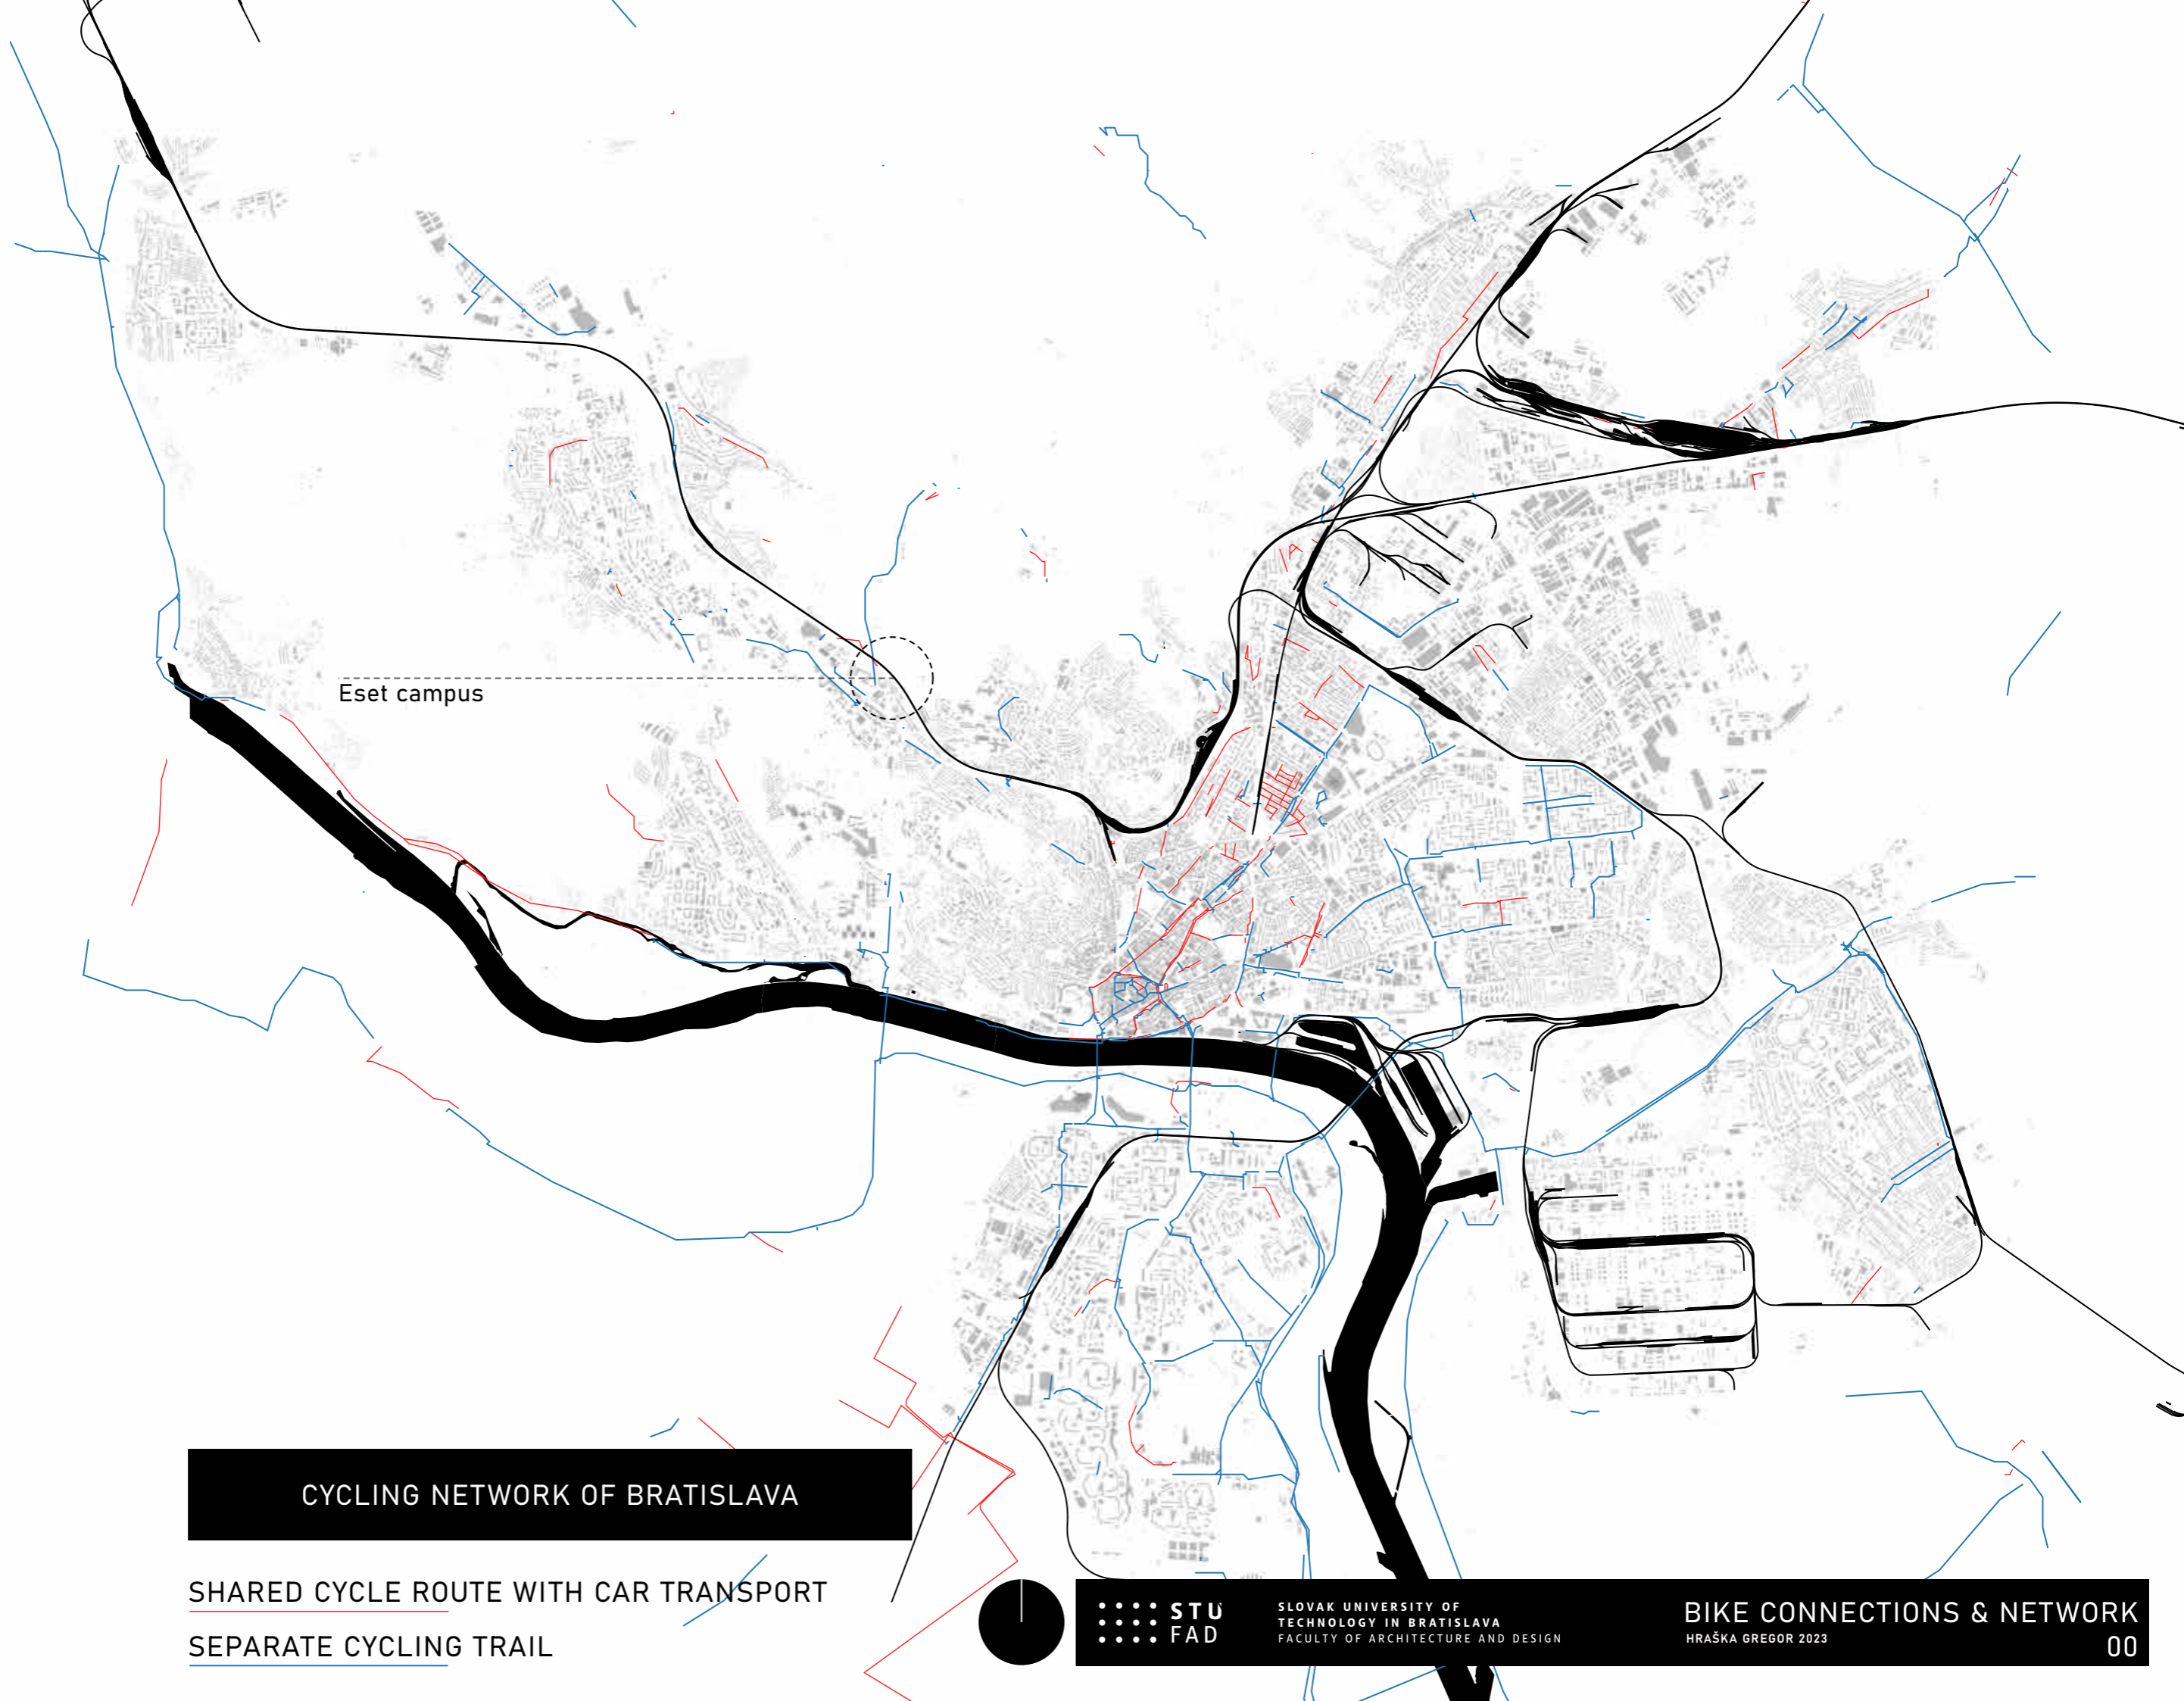 Eset campus
CYCLING NETWORK OF BRATISLAVA
SHARED CYCLE ROUTE WITH CAR TRANSPORT
SEPARATE CYCLING TRAIL
STU
FAD
SLOVAK UNIVERSITY OF
TECHNOLOGY IN BRATISLAVA
FACULTY OF ARCHITECTURE AND DESIGN
BIKE CONNECTIONS & NETWORK
HRAŠKA GREGOR 2023
00